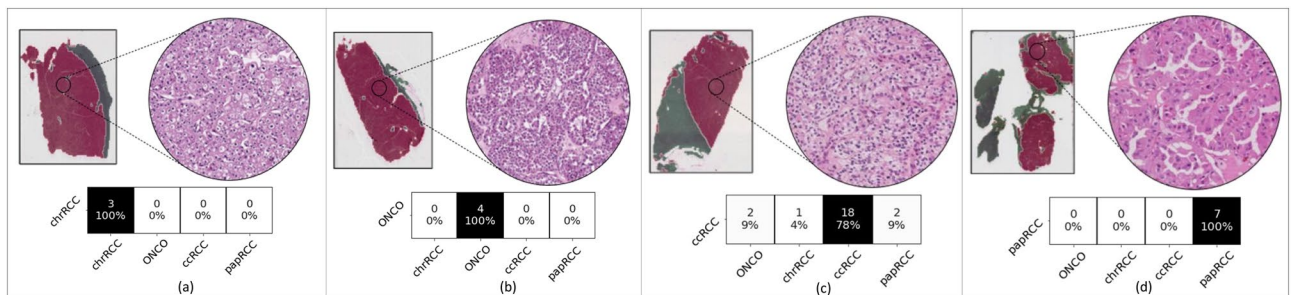 chrRCC
3
100%
0
0%
0
0%
0
0%
chrRCC
ONCO
ccRCC
papRCC
(a)
ONCO
0
0%
4
100%
0
0%
0
0%
chrRCC
ONCO
ccRCC
papRCC
(b)
ccRCC
2
9%
1
4%
18
78%
2
9%
ONCO
chrRCC
ccRCC
papRCC
(c)
papRCC
0
0%
0
0%
0
0%
7
100%
ONCO
chrRCC
ccRCC
papRCC
(d)